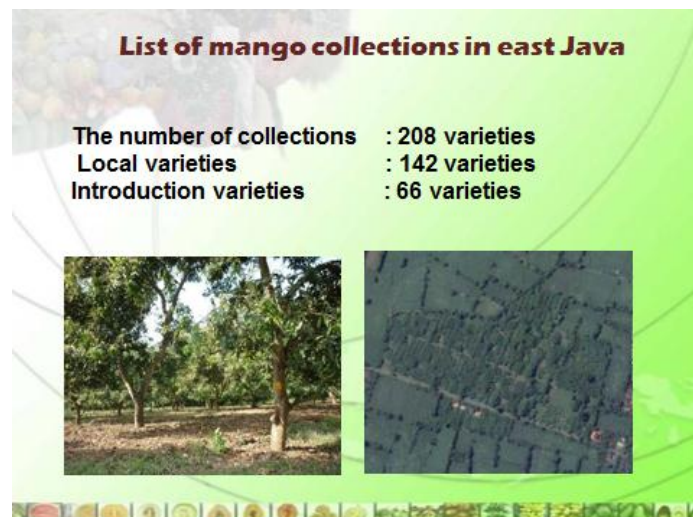 List of mango collections in east Java
The number of collections : 208 varieties
Local varieties : 142 varieties
Introduction varieties : 66 varieties